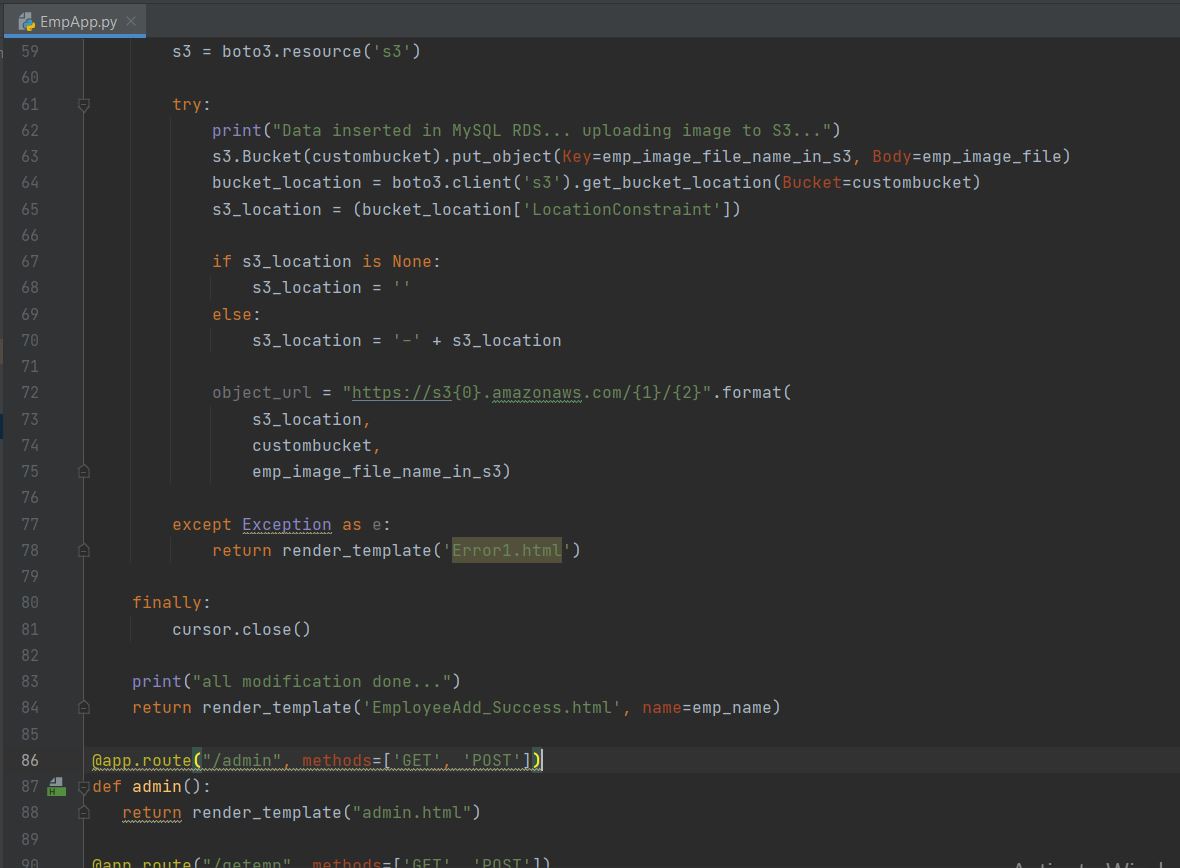 EmpApp.py
59 s3 = boto3.resource('s3')
60
61 try:
62 print("Data inserted in MySQL RDS... uploading image to S3...")
63 s3.Bucket(custombucket).put_object(Key=emp_image_file_name_in_s3, Body=emp_image_file)
64 bucket_location = boto3.client('s3').get_bucket_location(Bucket=custombucket)
65 s3_location = (bucket_location['LocationConstraint'])
66
67 if s3_location is None:
68 s3_location = ''
69 else:
70 s3_location = '-' + s3_location
71
72 object_url = "https://s3{0}.amazonaws.com/{1}/{2}".format(
73 s3_location,
74 custombucket,
75 emp_image_file_name_in_s3)
76
77 except Exception as e:
78 return render_template('Error1.html')
79
80 finally:
81 cursor.close()
82
83 print("all modification done...")
84 return render_template('EmployeeAdd_Success.html', name=emp_name)
85
86 @app.route("/admin", methods=['GET', 'POST'])
87 def admin():
88 return render_template("admin.html")
89
90 @app.route("/getemp", methods=['GET', 'POST'])